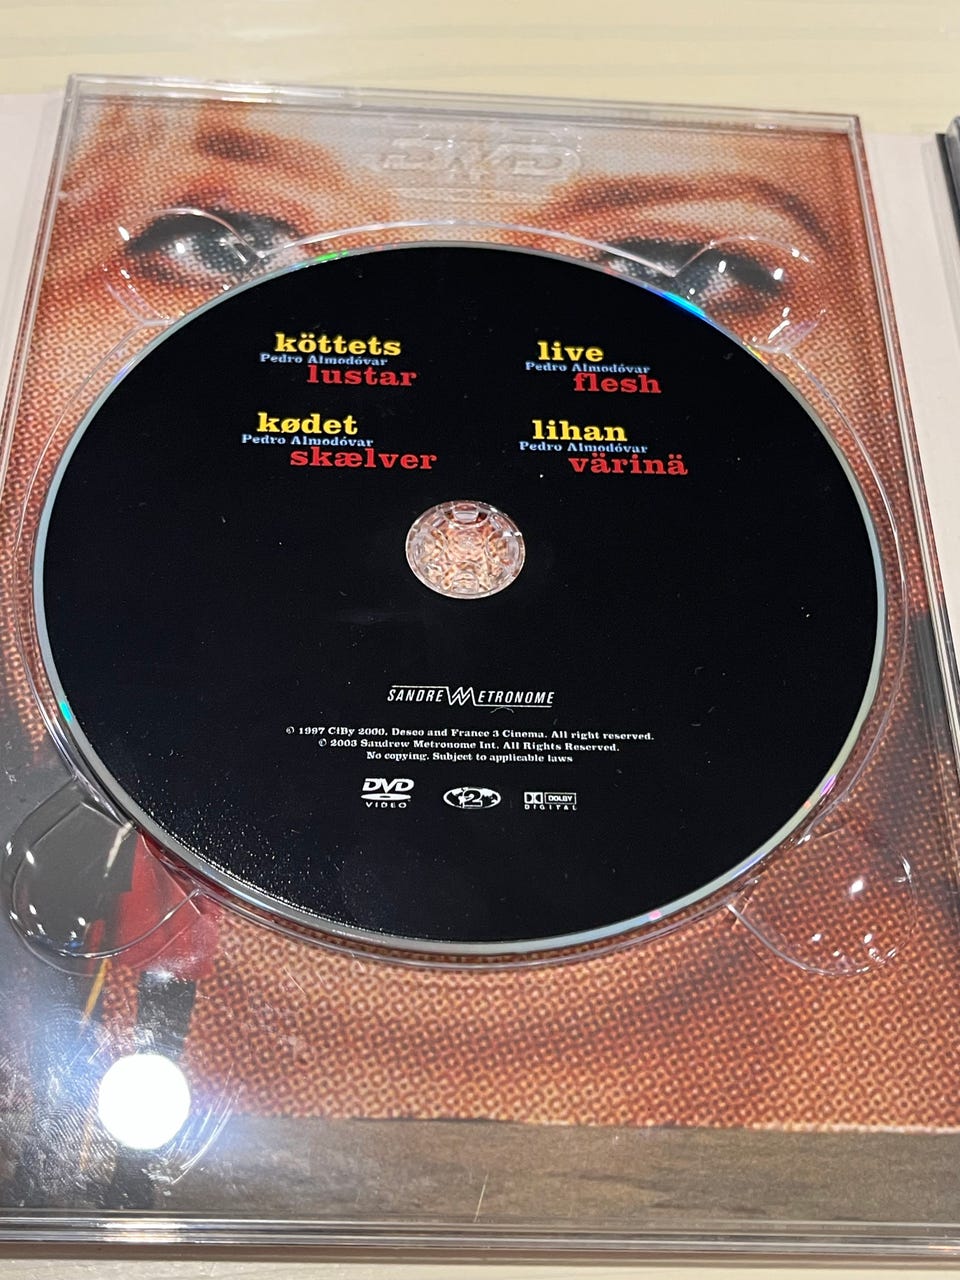 DVD
köttets
Pedro Almodóvar
lustar
live
Pedro Almodóvar
flesh
kødet
Pedro Almodóvar
skælver
lihan
Pedro Almodóvar
värinä
SANDREW METRONOME
© 1997 CiBy 2000, Deseo and France 3 Cinema. All right reserved.
© 2003 Sandrew Metronome Int. All Rights Reserved.
No copying. Subject to applicable laws
DVD
VIDEO
2
DOLBY
DIGITAL